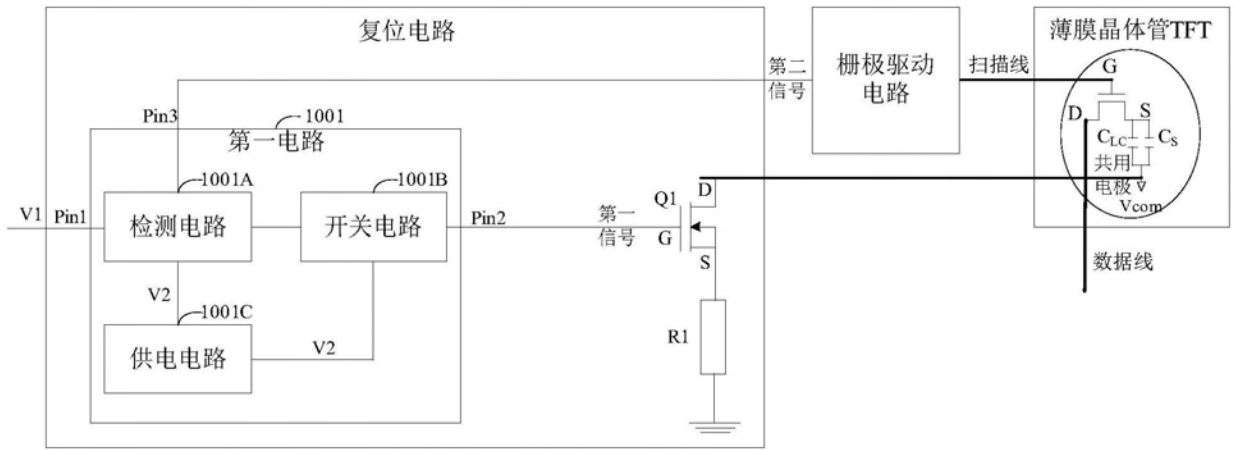 复位电路
薄膜晶体管TFT
第二
信号
栅极驱动
电路
扫描线
G
D
S
C_LC
C_S
共用
电极
Vcom
数据线
Pin3
1001
第一电路
1001A
1001B
V1
Pin1
检测电路
开关电路
Pin2
第一
信号
Q1
D
G
S
V2
1001C
供电电路
V2
R1